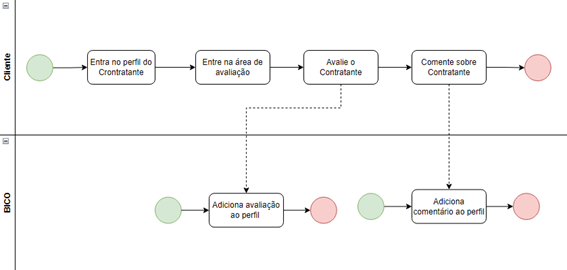 Cliente
Entra no perfil do
Crontratante
Entre na área de
avaliação
Avalie o
Contratante
Comente sobre
Contratante
BICO
Adiciona avaliação
ao perfil
Adiciona
comentário ao perfil